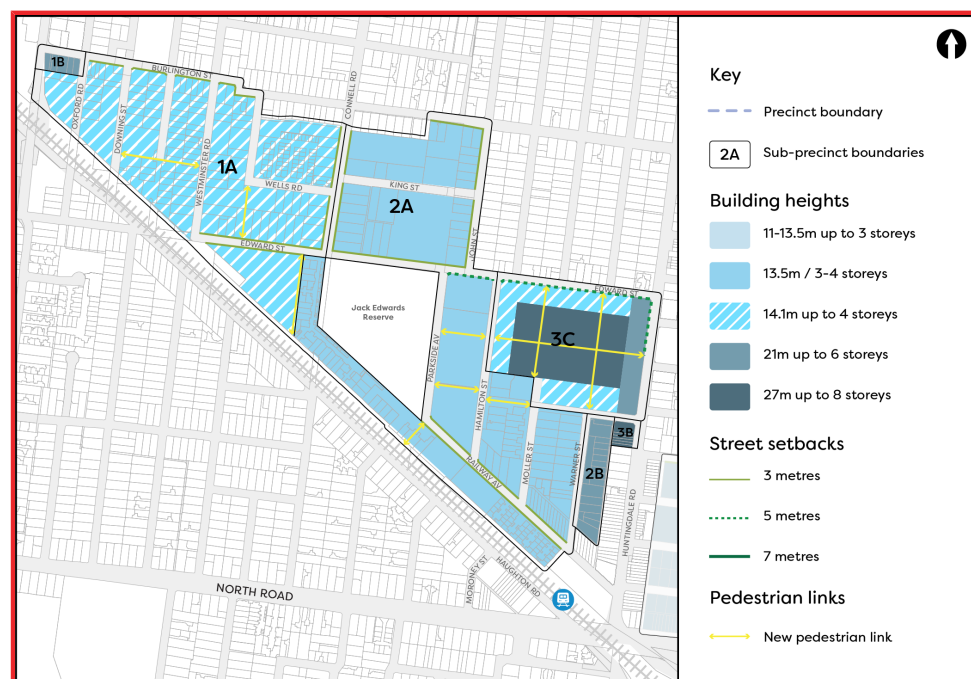 1B
BURLINGTON ST
OXFORD RD
DOWNING ST
WESTMINSTER RD
1A
CONNELL RD
WELLS RD
KING ST
2A
EDWARD ST
JOHN ST
Jack Edwards
Reserve
PARKSIDE AV
EDWARD ST
3C
HAMILTON ST
RAILWAY AV
MOLLER ST
WARNER ST
2B
3B
HUNTINGDALE RD
MORONEY ST
HAUGHTON RD
NORTH ROAD
Key
Precinct boundary
2A
Sub-precinct boundaries
Building heights
11-13.5m up to 3 storeys
13.5m / 3-4 storeys
14.1m up to 4 storeys
21m up to 6 storeys
27m up to 8 storeys
Street setbacks
3 metres
5 metres
7 metres
Pedestrian links
New pedestrian link